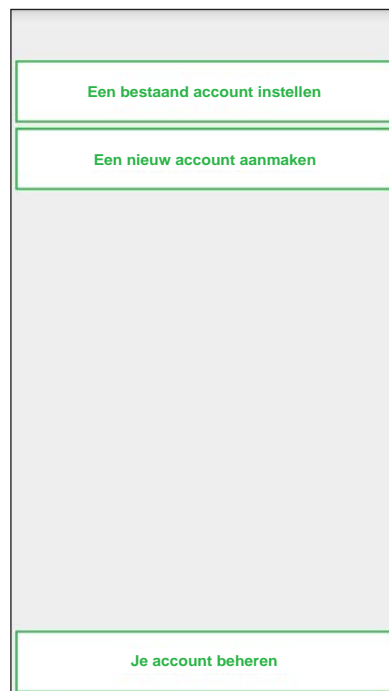 Een bestaand account instellen
Een nieuw account aanmaken
Je account beheren